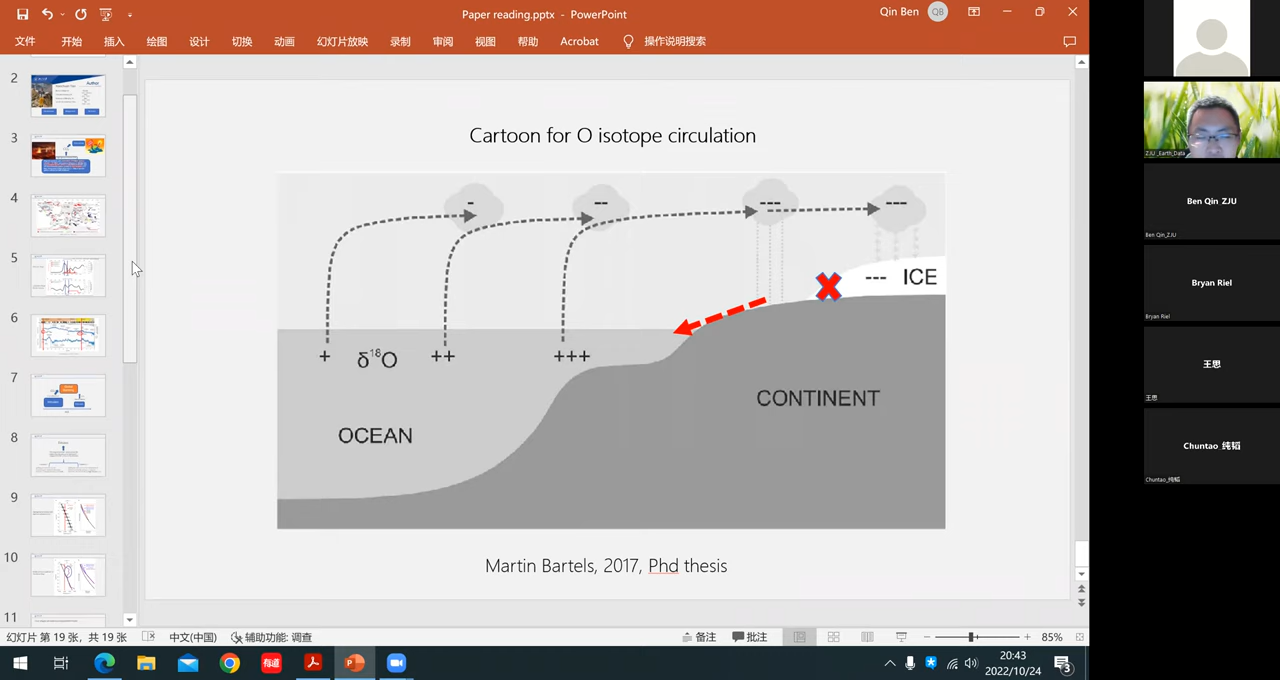 Paper reading.pptx - PowerPoint
Qin Ben
QB
文件 开始 插入 绘图 设计 切换 动画 幻灯片放映 录制 审阅 视图 帮助 Acrobat 操作说明搜索
2
3
4
5
6
7
8
9
10
11
Cartoon for O isotope circulation
- -- --- ---
--- ICE
+ δ18O ++ +++
CONTINENT
OCEAN
Martin Bartels, 2017, Phd thesis
ZJU_Earth_Data
Ben Qin ZJU
Ben Qin_ZJU
Bryan Riel
Bryan Riel
王思
王思
Chuntao 纯韬
Chuntao_纯韬
幻灯片 第 19 张，共 19 张 中文(中国) 辅助功能: 调查 备注 批注 85%
有道
20:43
2022/10/24
3